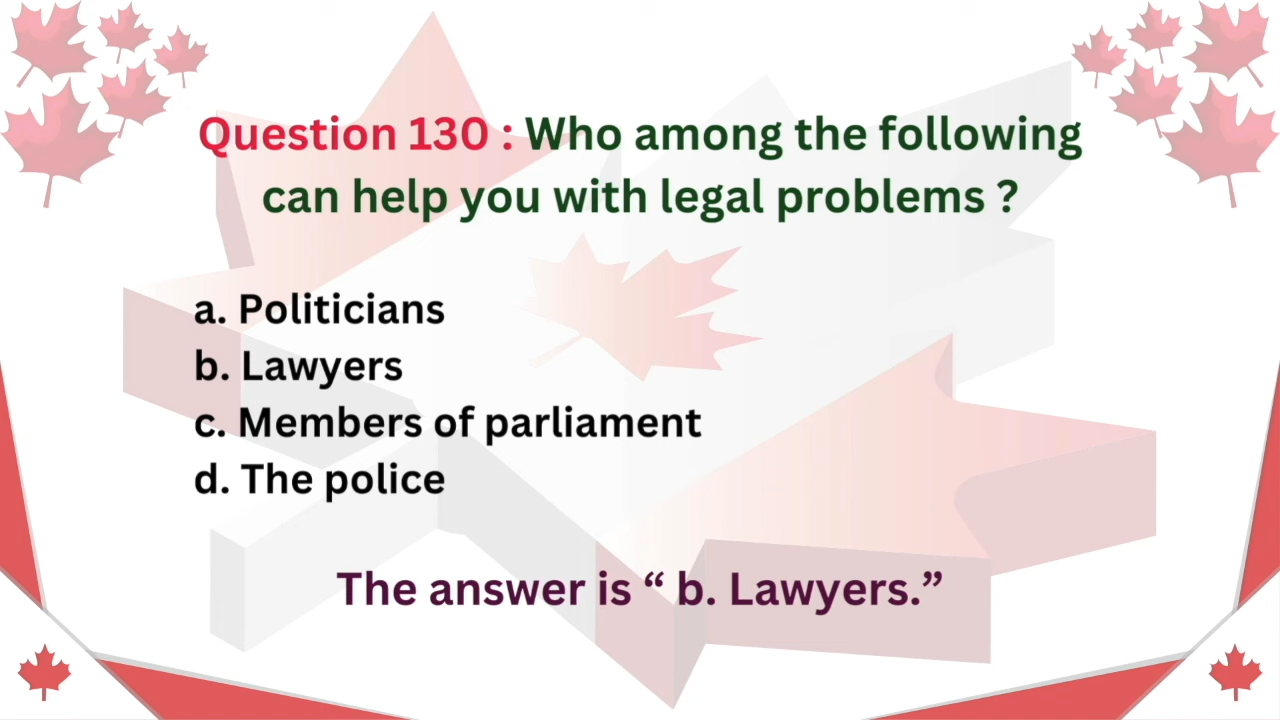 Question 130 : Who among the following
can help you with legal problems ?
a. Politicians
b. Lawyers
c. Members of parliament
d. The police
The answer is “ b. Lawyers.”